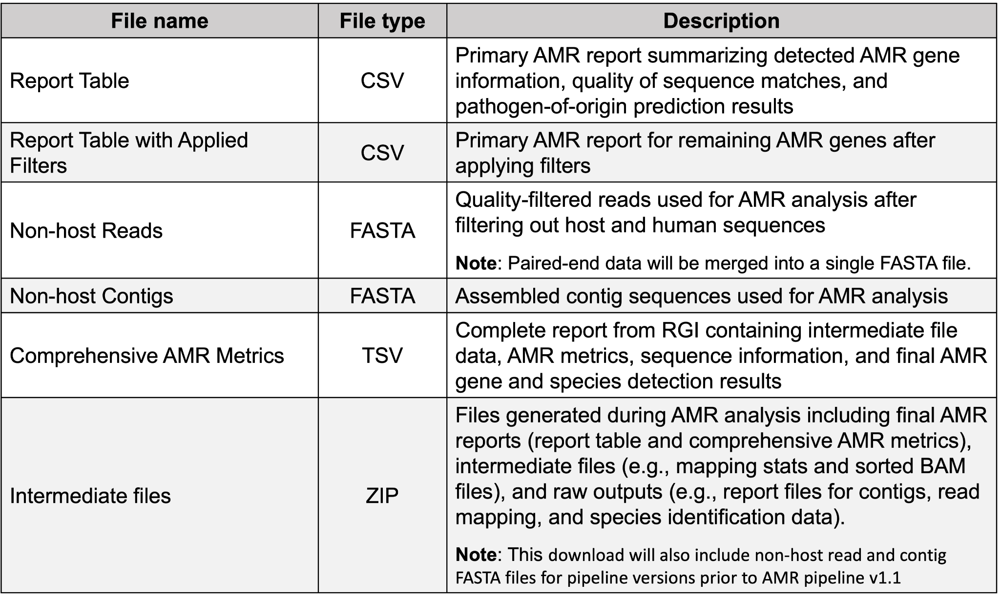 File name
File type
Description
Report Table
CSV
Primary AMR report summarizing detected AMR gene
information, quality of sequence matches, and
pathogen-of-origin prediction results
Report Table with Applied
Filters
CSV
Primary AMR report for remaining AMR genes after
applying filters
Non-host Reads
FASTA
Quality-filtered reads used for AMR analysis after
filtering out host and human sequences
Note: Paired-end data will be merged into a single FASTA file.
Non-host Contigs
FASTA
Assembled contig sequences used for AMR analysis
Comprehensive AMR Metrics
TSV
Complete report from RGI containing intermediate file
data, AMR metrics, sequence information, and final AMR
gene and species detection results
Intermediate files
ZIP
Files generated during AMR analysis including final AMR
reports (report table and comprehensive AMR metrics),
intermediate files (e.g., mapping stats and sorted BAM
files), and raw outputs (e.g., report files for contigs, read
mapping, and species identification data).
Note: This download will also include non-host read and contig
FASTA files for pipeline versions prior to AMR pipeline v1.1